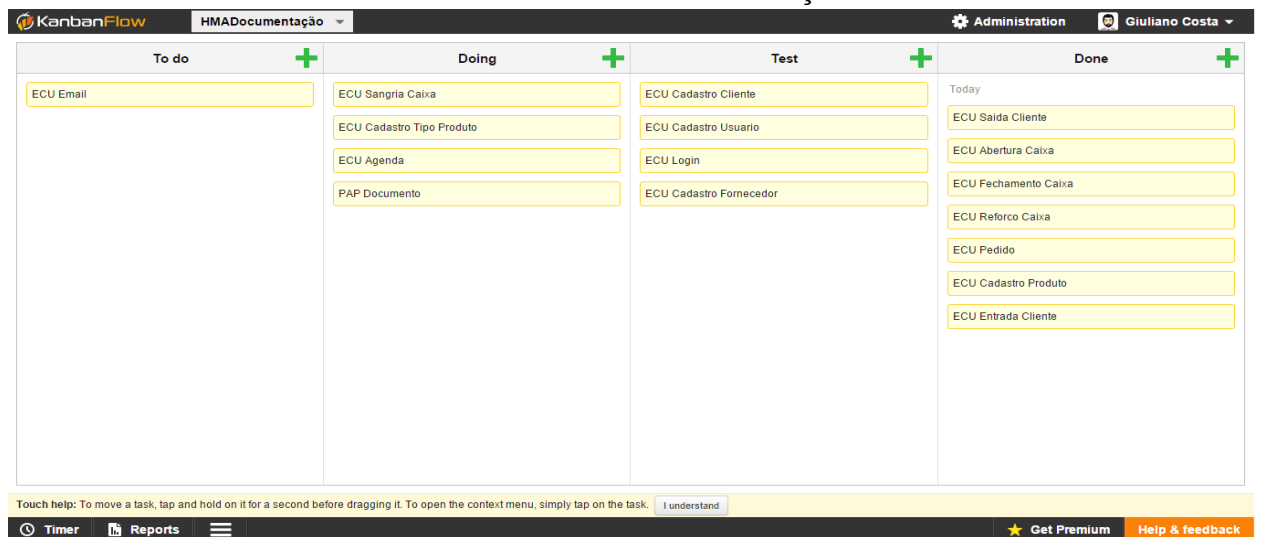 KanbanFlow
HMADocumentação
Administration
Giuliano Costa
To do
Doing
Test
Done
ECU Email
ECU Sangria Caixa
ECU Cadastro Tipo Produto
ECU Agenda
PAP Documento
ECU Cadastro Cliente
ECU Cadastro Usuario
ECU Login
ECU Cadastro Fornecedor
Today
ECU Saida Cliente
ECU Abertura Caixa
ECU Fechamento Caixa
ECU Reforco Caixa
ECU Pedido
ECU Cadastro Produto
ECU Entrada Cliente
Touch help: To move a task, tap and hold on it for a second before dragging it. To open the context menu, simply tap on the task.
I understand
Timer
Reports
Get Premium
Help & feedback